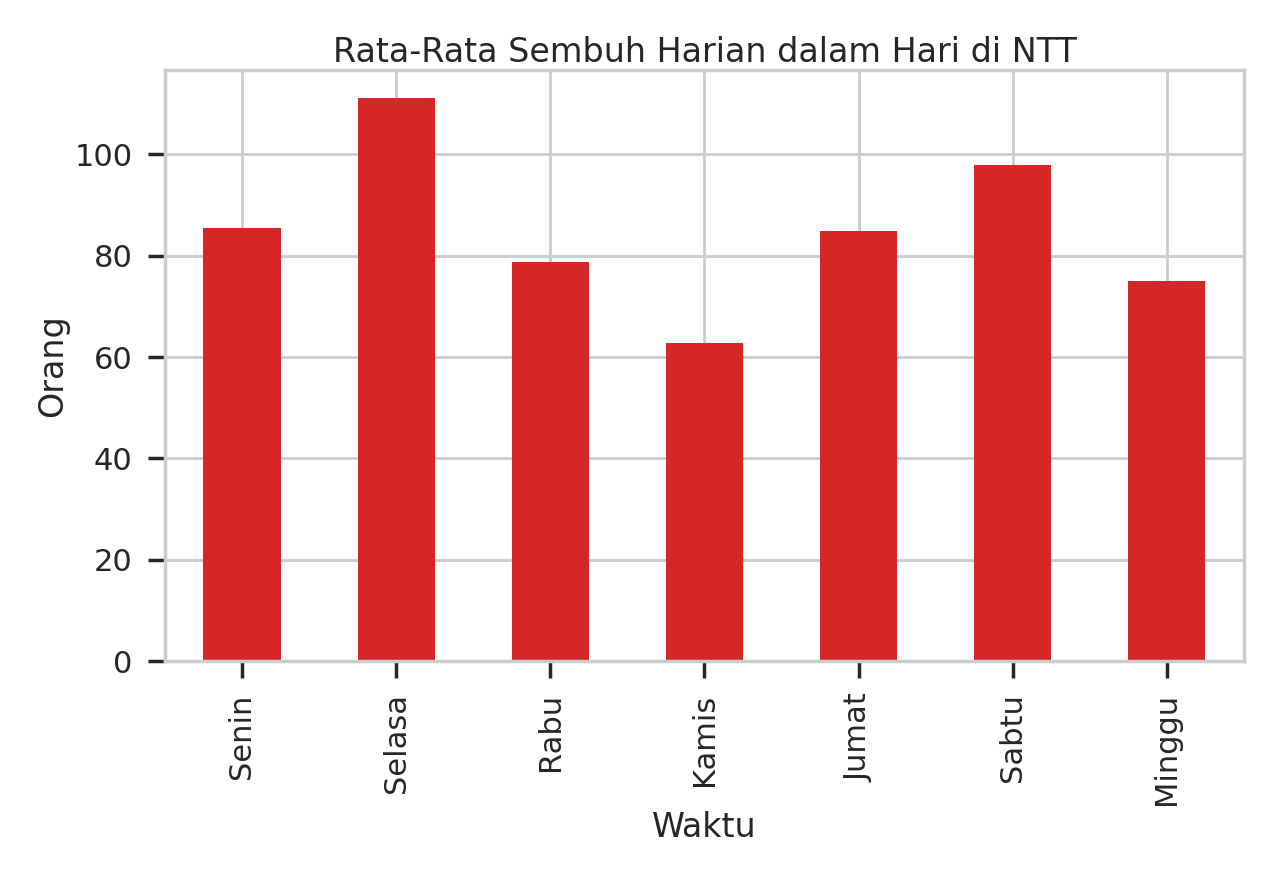 Rata-Rata Sembuh Harian dalam Hari di NTT
Orang
100
80
60
40
20
0
Senin
Selasa
Rabu
Kamis
Jumat
Sabtu
Minggu
Waktu